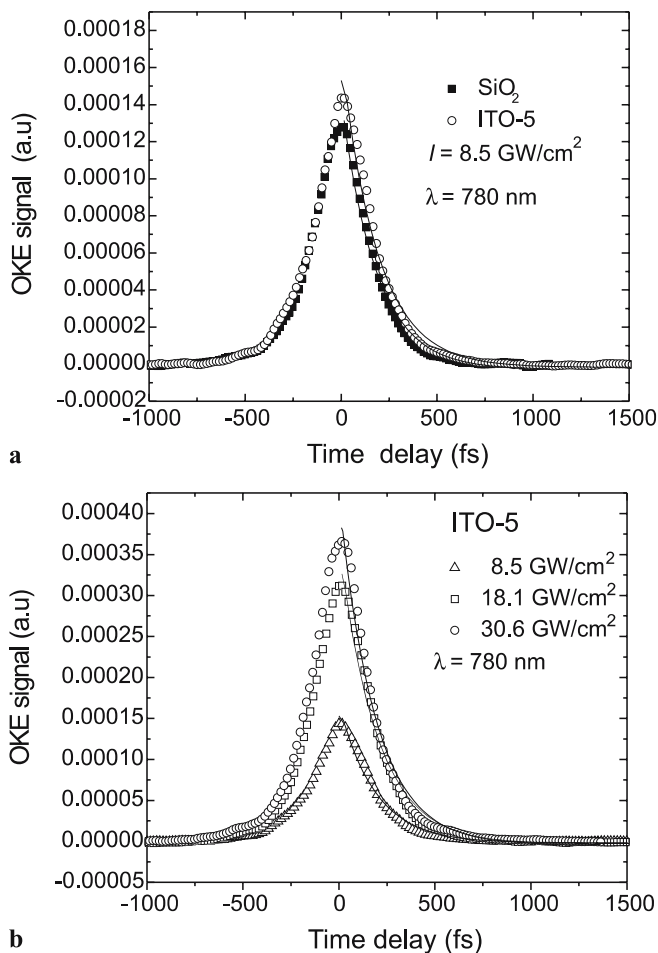 0.00018
0.00016
0.00014
0.00012
0.00010
0.00008
0.00006
0.00004
0.00002
0.00000
-0.00002
OKE signal (a.u)
SiO₂
ITO-5
I = 8.5 GW/cm²
λ = 780 nm
-1000 -500 0 500 1000 1500
Time delay (fs)
a
0.00040
0.00035
0.00030
0.00025
0.00020
0.00015
0.00010
0.00005
0.00000
-0.00005
OKE signal (a.u)
ITO-5
8.5 GW/cm²
18.1 GW/cm²
30.6 GW/cm²
λ = 780 nm
-1000 -500 0 500 1000 1500
Time delay (fs)
b